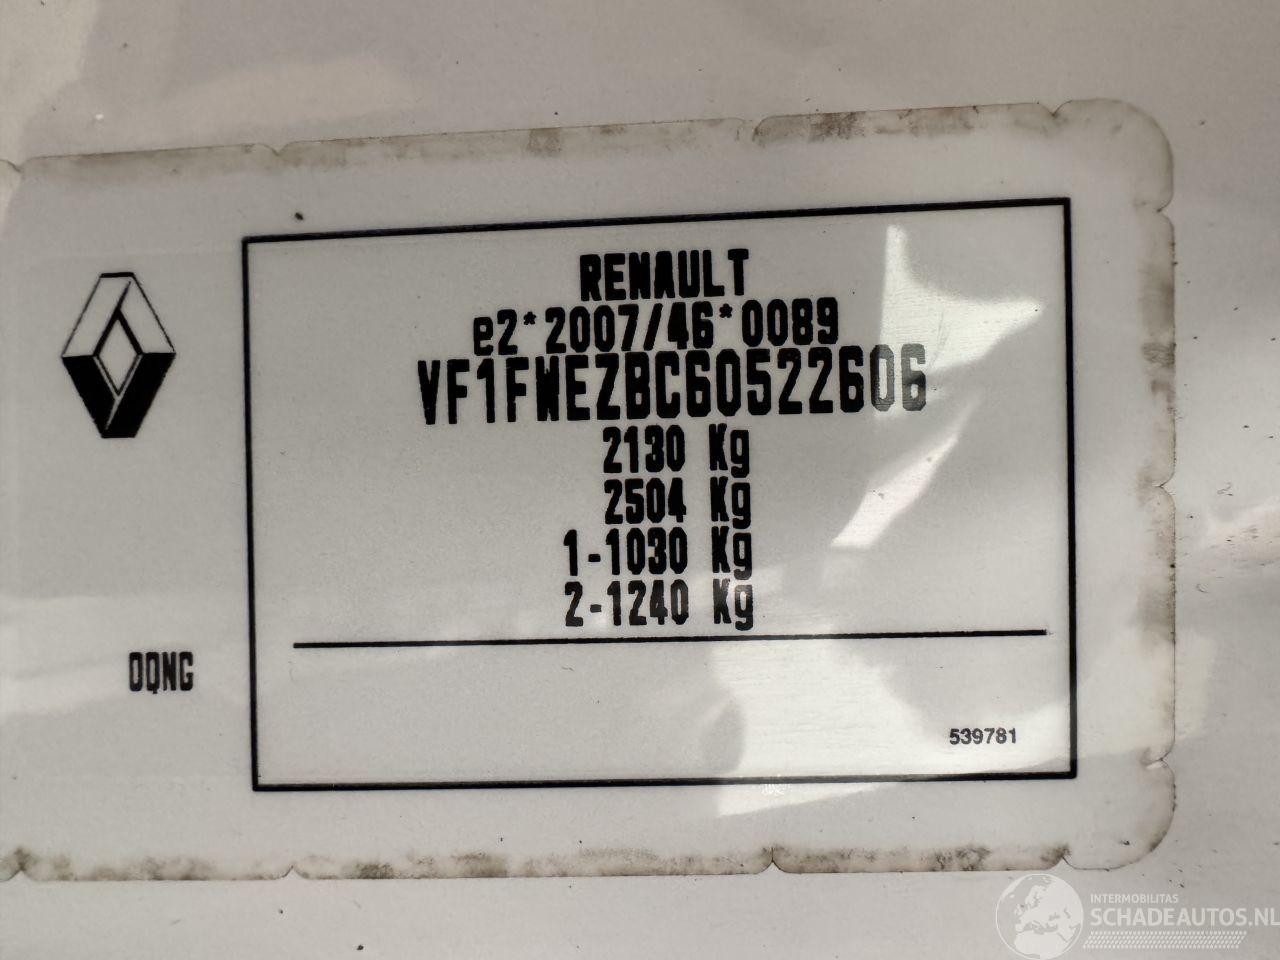 RENAULT
e2*2007/46*0089
VF1FWEZBC60522606
2130 Kg
2504 Kg
1-1030 Kg
2-1240 Kg
0QNG
539781
INTERMOBILITAS
SCHADEAUTOS.NL